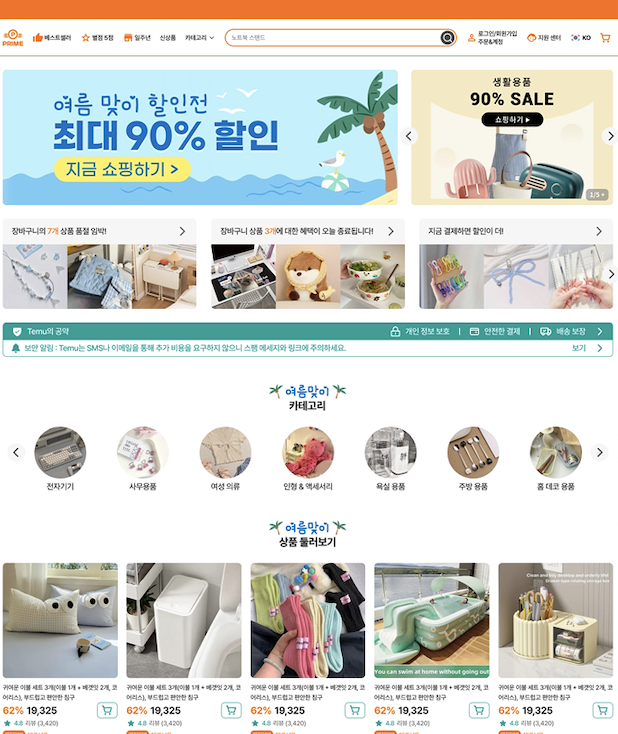 PRIME
베스트셀러
별점 5점
일주년
신상품
카테고리
노트북 스탠드
로그인/회원가입
주문&계정
지원 센터
KO
여름 맞이 할인전
최대 90% 할인
지금 쇼핑하기 >
생활용품
90% SALE
쇼핑하기
1/5
장바구니의 7개 상품 품절 임박!
장바구니 상품 3개에 대한 혜택이 오늘 종료됩니다!
지금 결제하면 할인이 더!
Temu의 공약
개인 정보 보호 | 안전한 결제 | 배송 보장
보안 알림 : Temu는 SMS나 이메일을 통해 추가 비용을 요구하지 않으니 스팸 메세지와 링크에 주의하세요.
보기
여름맞이
카테고리
전자기기
사무용품
여성 의류
인형 & 액세서리
욕실 용품
주방 용품
홈 데코 용품
여름맞이
상품 둘러보기
You can swim at home without going out
Clean and tidy desktop and orderly life
귀여운 이불 세트 3개(이불 1개 + 베갯잇 2개, 코
어리스), 부드럽고 편안한 침구
62% 19,325
4.8 리뷰 (3,420)
귀여운 이불 세트 3개(이불 1개 + 베갯잇 2개, 코
어리스), 부드럽고 편안한 침구
62% 19,325
4.8 리뷰 (3,420)
귀여운 이불 세트 3개(이불 1개 + 베갯잇 2개, 코
어리스), 부드럽고 편안한 침구
62% 19,325
4.8 리뷰 (3,420)
귀여운 이불 세트 3개(이불 1개 + 베갯잇 2개, 코
어리스), 부드럽고 편안한 침구
62% 19,325
4.8 리뷰 (3,420)
귀여운 이불 세트 3개(이불 1개 + 베갯잇 2개, 코
어리스), 부드럽고 편안한 침구
62% 19,325
4.8 리뷰 (3,420)